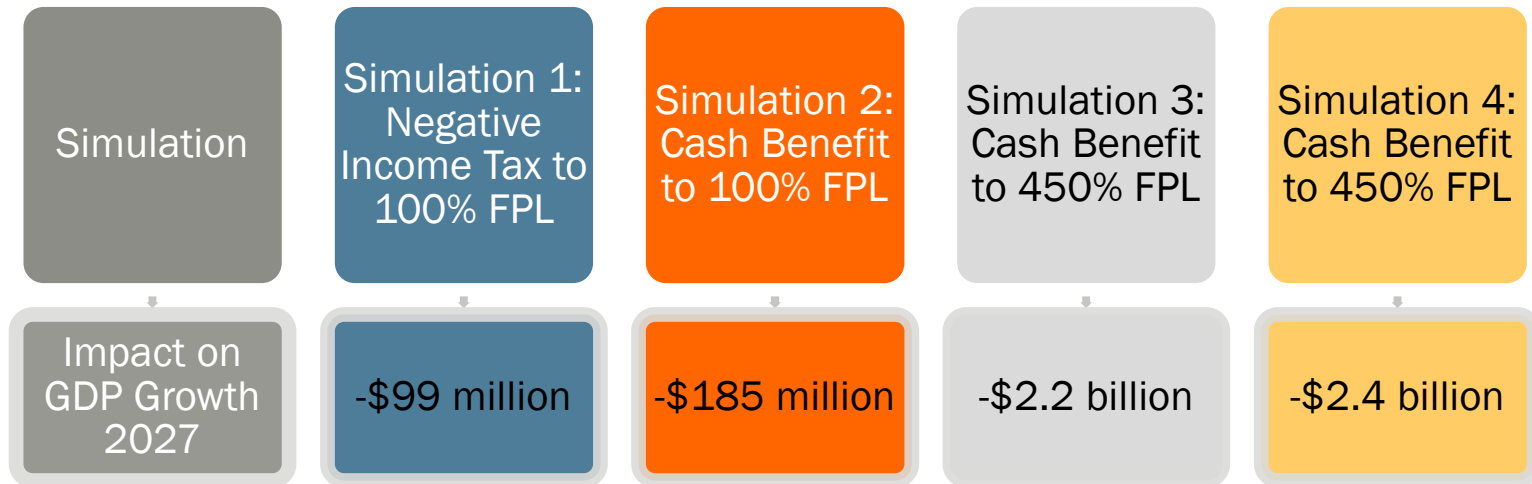 Simulation
Simulation 1:
Negative
Income Tax to
100% FPL
Simulation 2:
Cash Benefit
to 100% FPL
Simulation 3:
Cash Benefit
to 450% FPL
Simulation 4:
Cash Benefit
to 450% FPL
Impact on
GDP Growth
2027
-$99 million
-$185 million
-$2.2 billion
-$2.4 billion